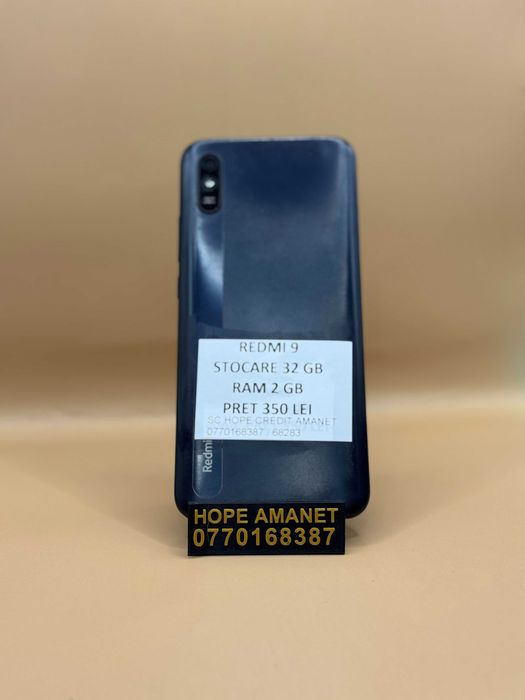 REDMI 9
STOCARE 32 GB
RAM 2 GB
PRET 350 LEI
SC HOPE CREDIT AMANET
0770168387 / 68283
Redmi
HOPE AMANET
0770168387